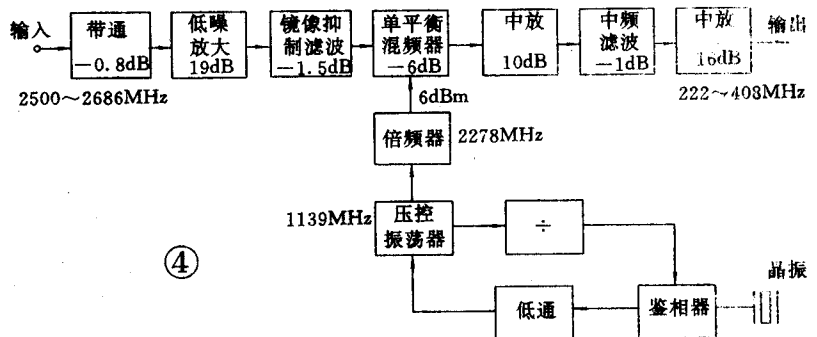 输入
带通
-0.8dB
低噪
放大
19dB
镜像抑
制滤波
-1.5dB
单平衡
混频器
-6dB
中放
10dB
中频
滤波
-1dB
中放
16dB
输出
2500~2686MHz
222~408MHz
6dBm
倍频器
2278MHz
1139MHz
压控
振荡器
÷
④
低通
鉴相器
晶振